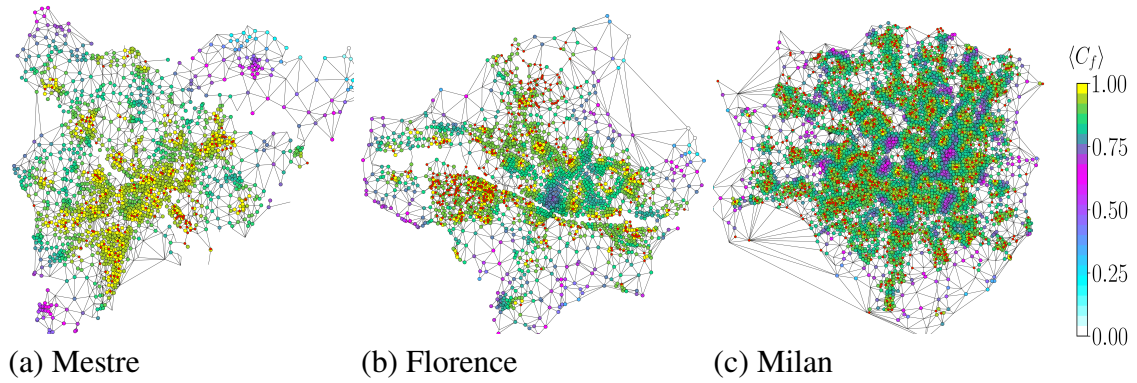 ⟨C_f⟩
1.00
0.75
0.50
0.25
0.00
(a) Mestre
(b) Florence
(c) Milan